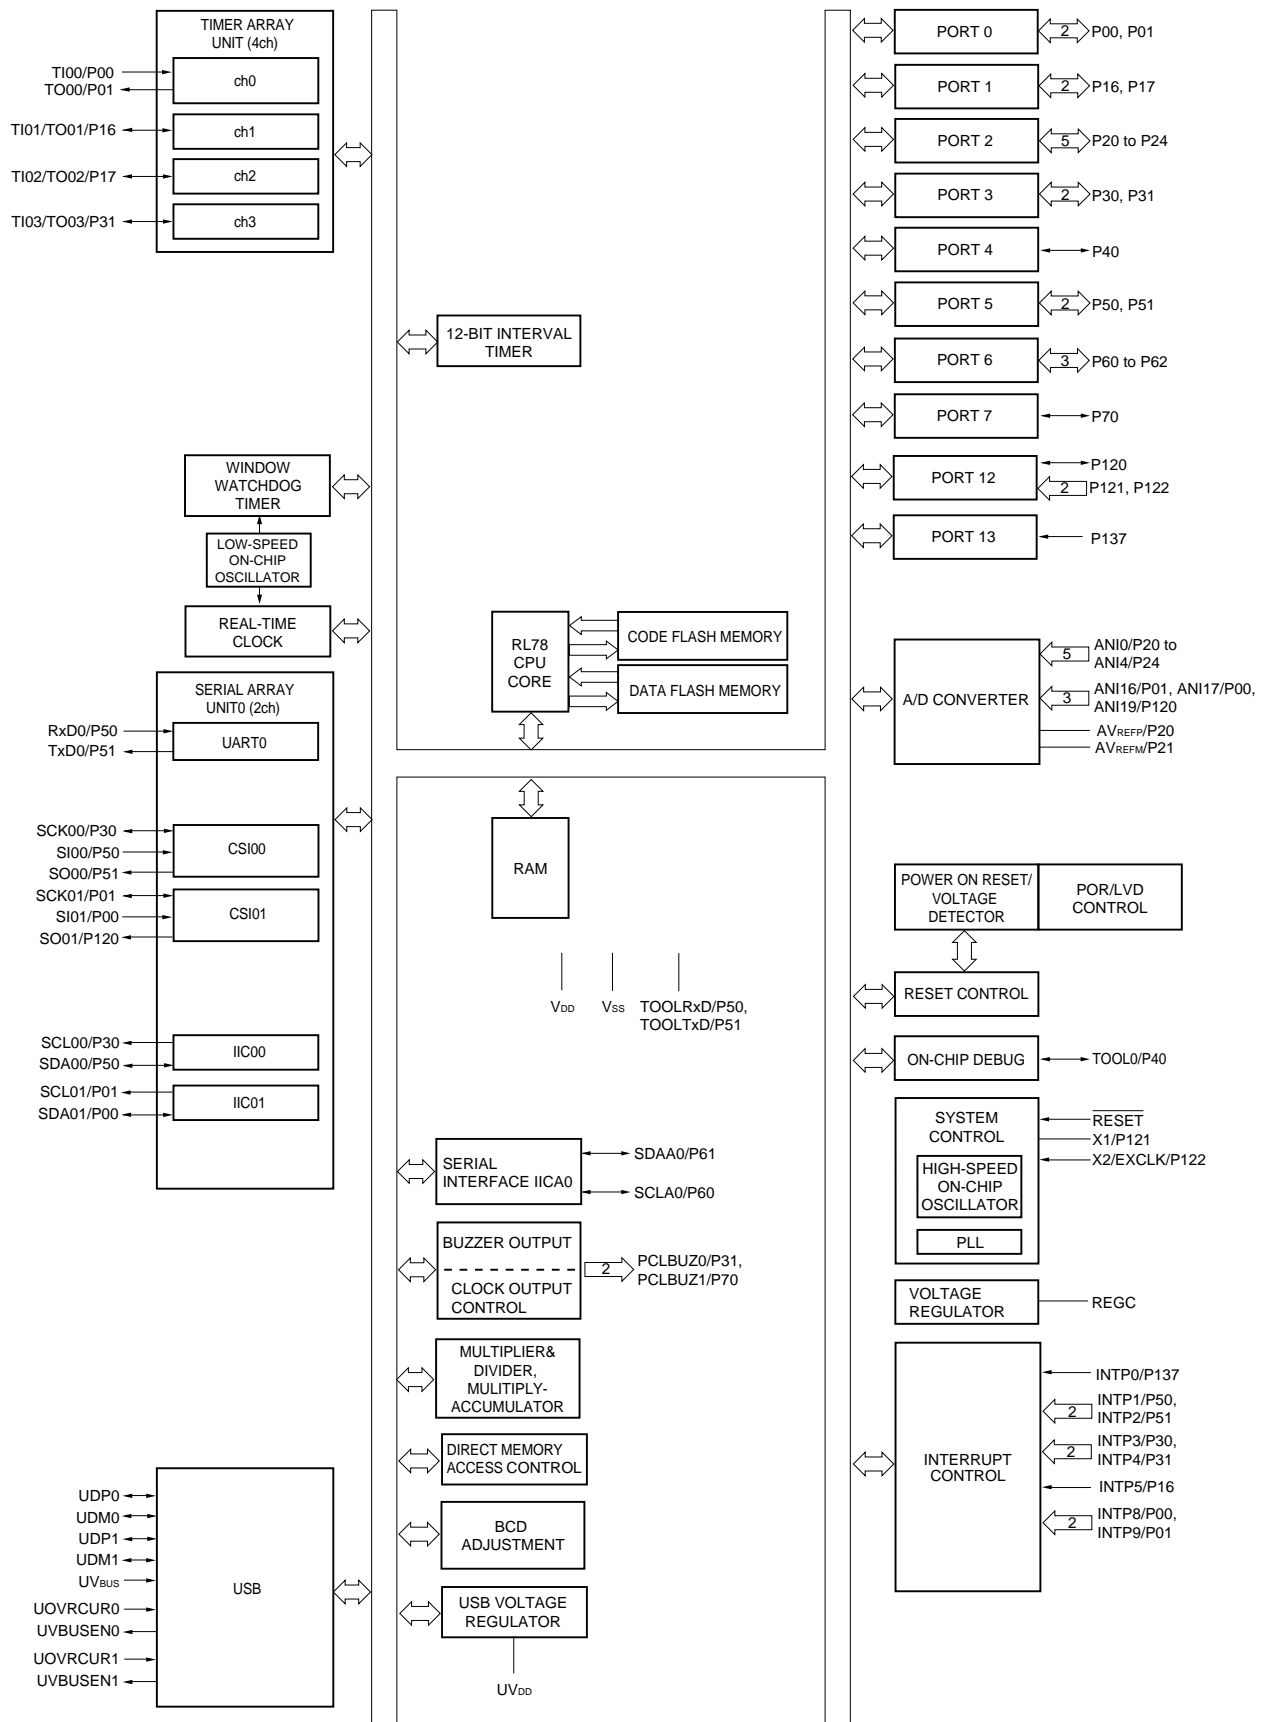 TIMER ARRAY
UNIT (4ch)
TI00/P00
TO00/P01
ch0
TI01/TO01/P16
ch1
TI02/TO02/P17
ch2
TI03/TO03/P31
ch3
12-BIT INTERVAL
TIMER
WINDOW
WATCHDOG
TIMER
LOW-SPEED
ON-CHIP
OSCILLATOR
REAL-TIME
CLOCK
SERIAL ARRAY
UNIT0 (2ch)
RxD0/P50
TxD0/P51
UART0
SCK00/P30
SI00/P50
SO00/P51
CSI00
SCK01/P01
SI01/P00
SO01/P120
CSI01
SCL00/P30
SDA00/P50
IIC00
SCL01/P01
SDA01/P00
IIC01
UDP0
UDM0
UDP1
UDM1
UVBUS
UOVRCUR0
UVBUSEN0
UOVRCUR1
UVBUSEN1
USB
RL78
CPU
CORE
CODE FLASH MEMORY
DATA FLASH MEMORY
RAM
VDD
VSS
TOOLRxD/P50,
TOOLTxD/P51
SERIAL
INTERFACE IICA0
SDAA0/P61
SCLA0/P60
BUZZER OUTPUT
CLOCK OUTPUT
CONTROL
2
PCLBUZ0/P31,
PCLBUZ1/P70
MULTIPLIER&
DIVIDER,
MULITIPLY-
ACCUMULATOR
DIRECT MEMORY
ACCESS CONTROL
BCD
ADJUSTMENT
USB VOLTAGE
REGULATOR
UVDD
PORT 0
2
P00, P01
PORT 1
2
P16, P17
PORT 2
5
P20 to P24
PORT 3
2
P30, P31
PORT 4
P40
PORT 5
2
P50, P51
PORT 6
3
P60 to P62
PORT 7
P70
PORT 12
P120
2
P121, P122
PORT 13
P137
A/D CONVERTER
5
ANI0/P20 to
ANI4/P24
3
ANI16/P01, ANI17/P00,
ANI19/P120
AVREFP/P20
AVREFM/P21
POWER ON RESET/
VOLTAGE
DETECTOR
POR/LVD
CONTROL
RESET CONTROL
ON-CHIP DEBUG
TOOL0/P40
SYSTEM
CONTROL
RESET
X1/P121
X2/EXCLK/P122
HIGH-SPEED
ON-CHIP
OSCILLATOR
PLL
VOLTAGE
REGULATOR
REGC
INTERRUPT
CONTROL
INTP0/P137
2
INTP1/P50,
INTP2/P51
2
INTP3/P30,
INTP4/P31
INTP5/P16
2
INTP8/P00,
INTP9/P01